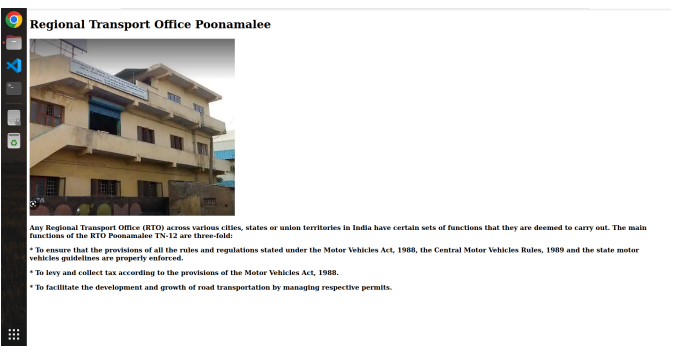 Regional Transport Office Poonamalee
Any Regional Transport Office (RTO) across various cities, states or union territories in India have certain sets of functions that they are deemed to carry out. The main
functions of the RTO Poonamalee TN-12 are three-fold:
* To ensure that the provisions of all the rules and regulations stated under the Motor Vehicles Act, 1988, the Central Motor Vehicles Rules, 1989 and the state motor
vehicles guidelines are properly enforced.
* To levy and collect tax according to the provisions of the Motor Vehicles Act, 1988.
* To facilitate the development and growth of road transportation by managing respective permits.